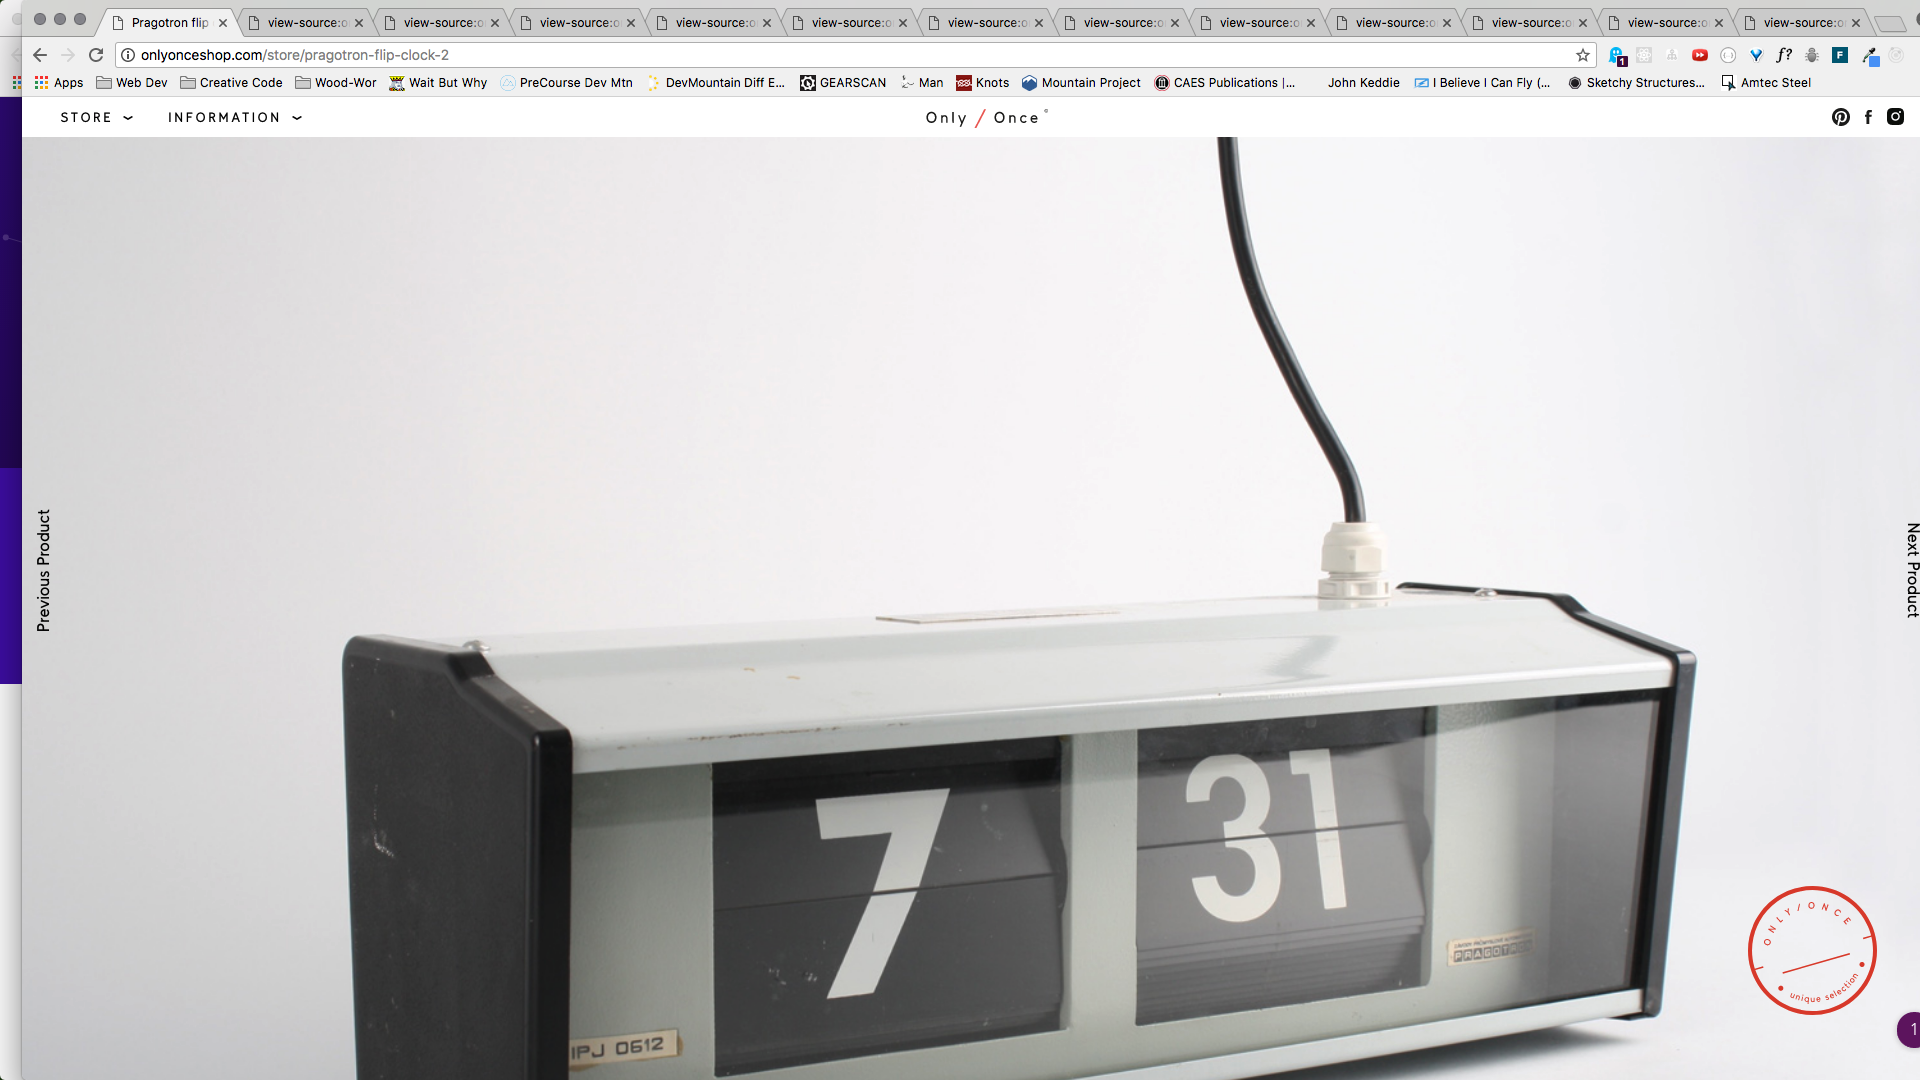 Pragotron flip
view-source:o
view-source:o
view-source:o
view-source:o
view-source:o
view-source:o
view-source:o
view-source:o
view-source:o
view-source:o
view-source:o
view-source:o
onlyonceshop.com/store/pragotron-flip-clock-2
1
f?
F
Apps
Web Dev
Creative Code
Wood-Wor
Wait But Why
PreCourse Dev Mtn
DevMountain Diff E...
GEARSCAN
Man
Knots
Mountain Project
CAES Publications |...
John Keddie
I Believe I Can Fly (...
Sketchy Structures...
Amtec Steel
STORE
INFORMATION
Only / Once
Previous Product
Next Product
7
31
PRAGOTRON
IPJ 0612
ONLY/ONCE
unique selection
1